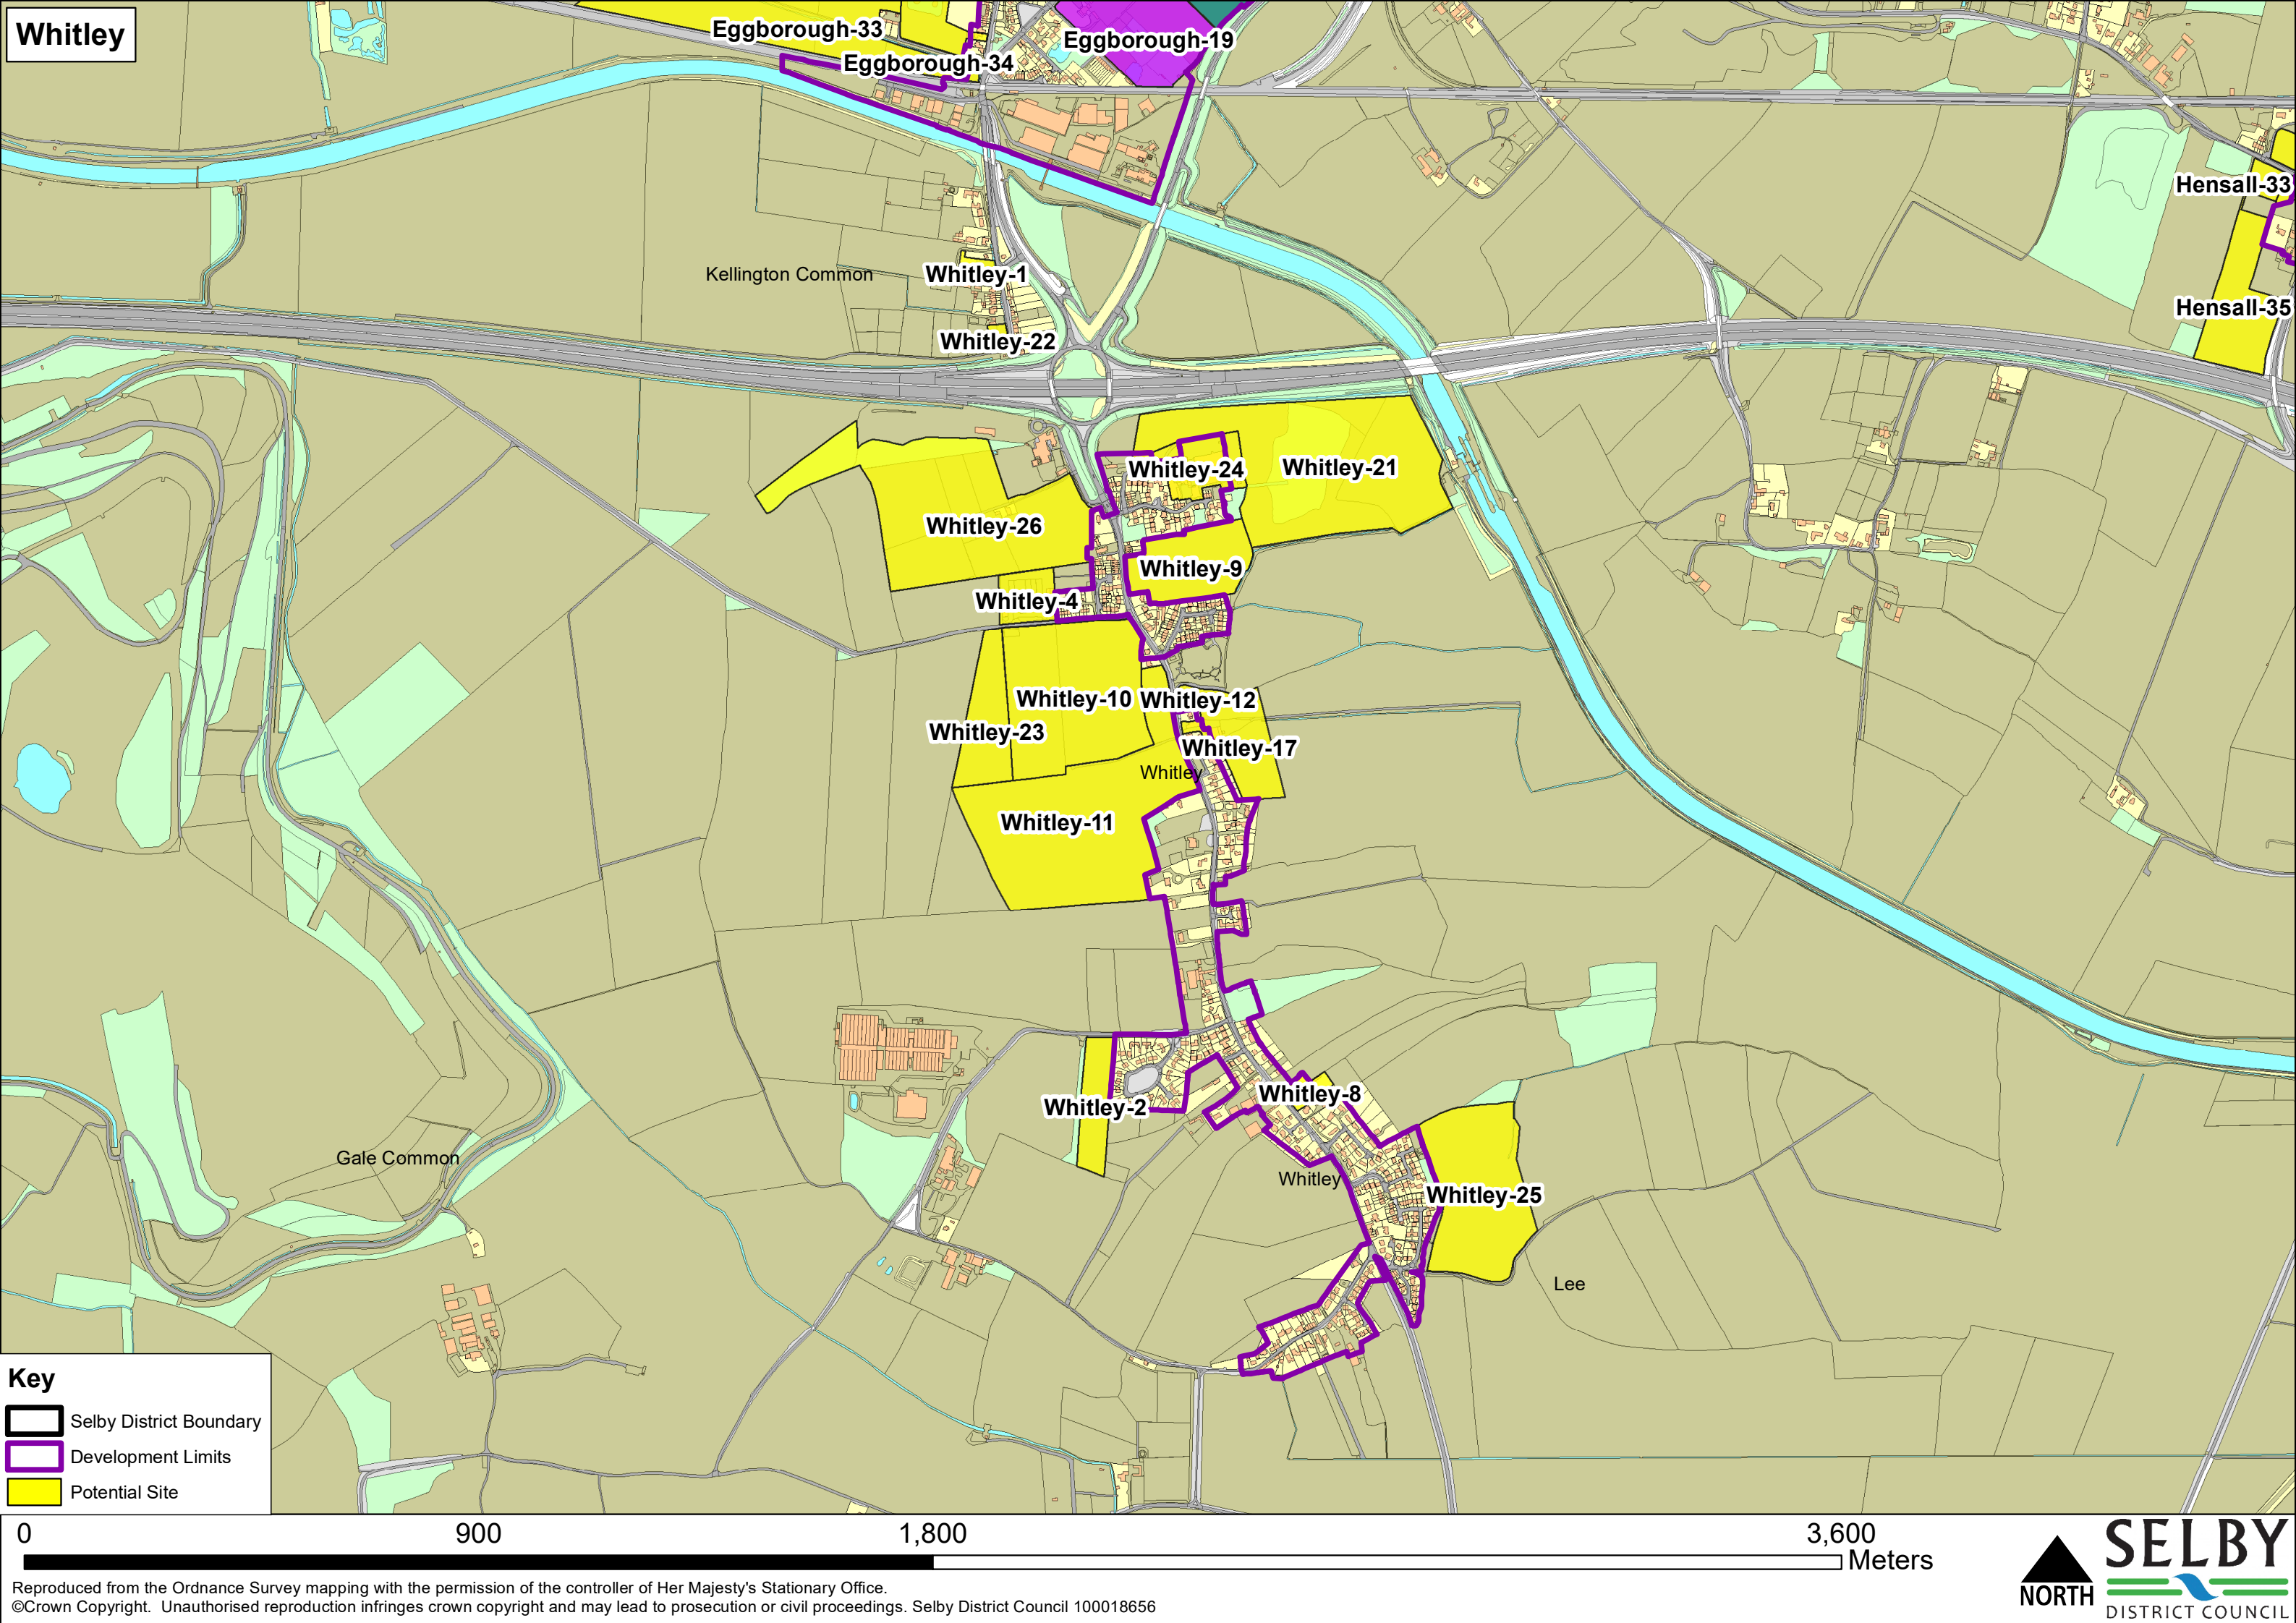 Whitley
Eggborough-33
Eggborough-19
Eggborough-34
Hensall-33
Kellington Common
Whitley-1
Hensall-35
Whitley-22
Whitley-24
Whitley-21
Whitley-26
Whitley-9
Whitley-4
Whitley-10
Whitley-12
Whitley-23
Whitley-17
Whitley
Whitley-11
Whitley-8
Whitley-2
Gale Common
Whitley
Whitley-25
Lee
Key
Selby District Boundary
Development Limits
Potential Site
0 900 1,800 3,600
Meters
Reproduced from the Ordnance Survey mapping with the permission of the controller of Her Majesty's Stationary Office.
©Crown Copyright. Unauthorised reproduction infringes crown copyright and may lead to prosecution or civil proceedings. Selby District Council 100018656
NORTH
SELBY
DISTRICT COUNCIL